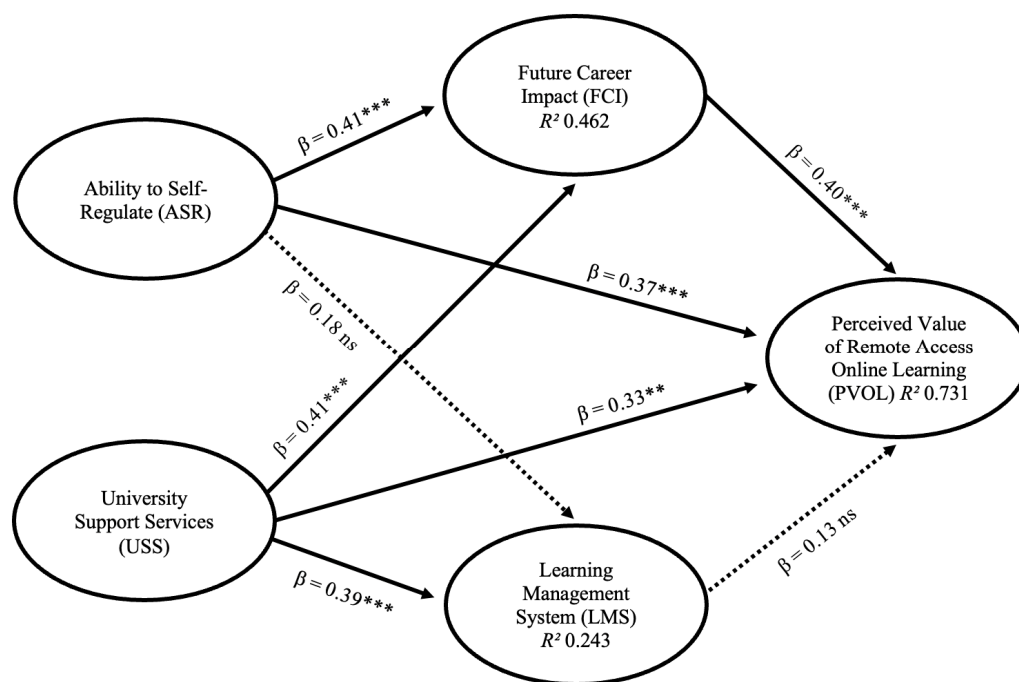 Future Career
Impact (FCI)
R² 0.462
β = 0.41***
β = 0.40***
Ability to Self-
Regulate (ASR)
β = 0.37***
β = 0.18 ns
Perceived Value
of Remote Access
Online Learning
(PVOL) R² 0.731
β = 0.41***
β = 0.33**
University
Support Services
(USS)
β = 0.13 ns
β = 0.39***
Learning
Management
System (LMS)
R² 0.243